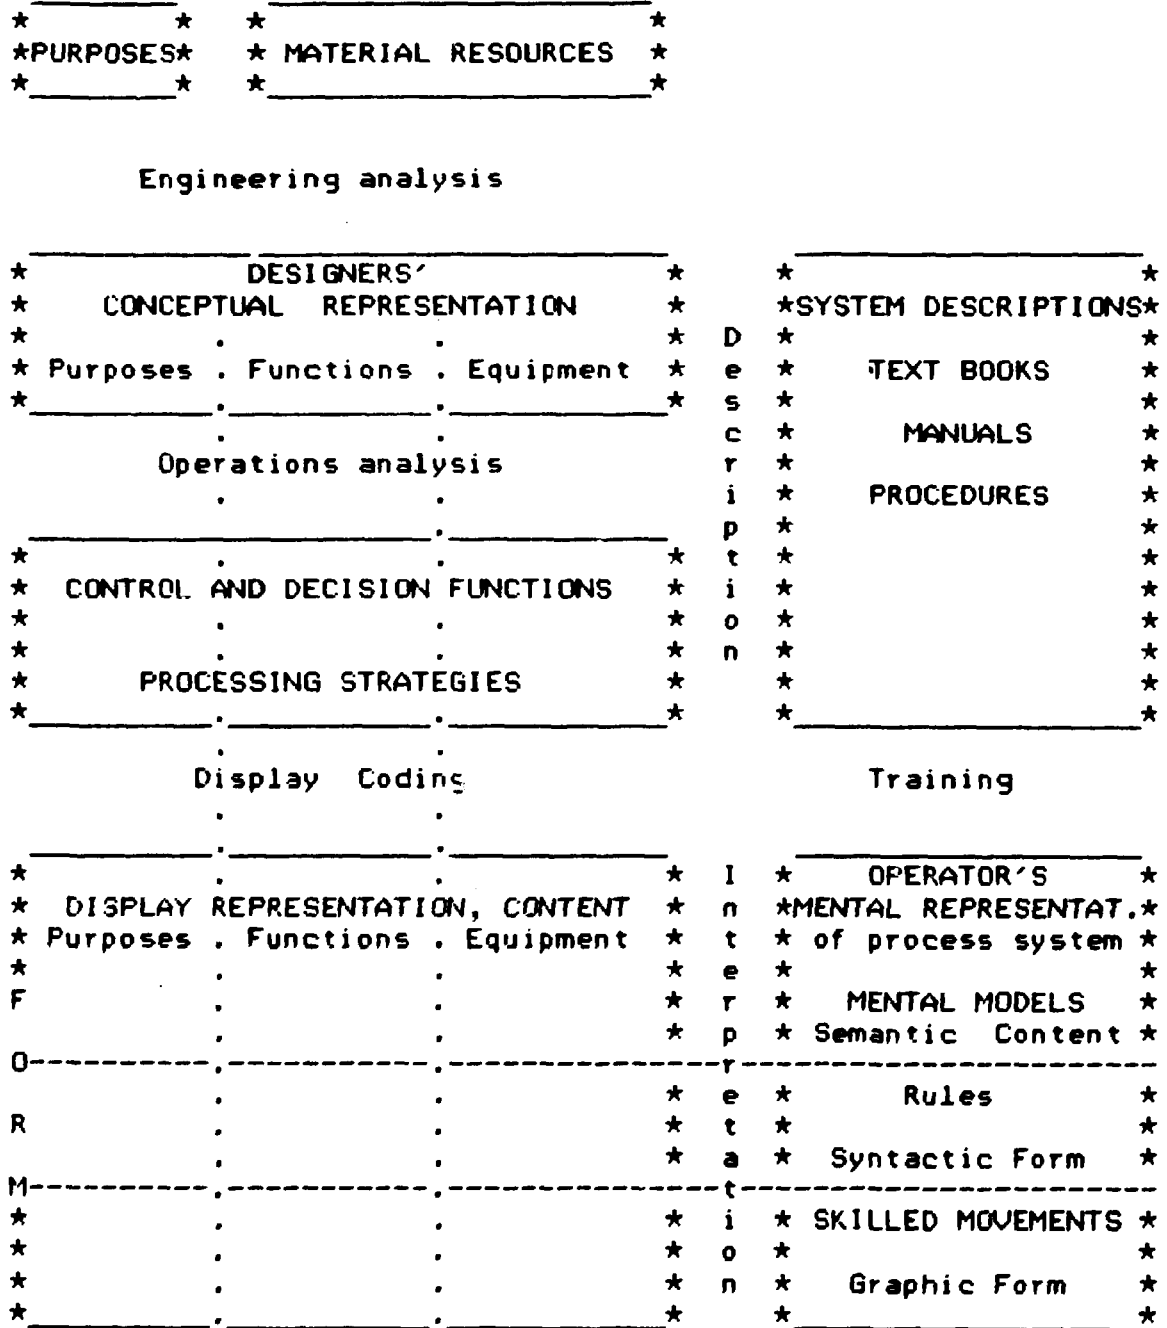 *PURPOSES* * MATERIAL RESOURCES *
Engineering analysis
DESIGNERS'
CONCEPTUAL REPRESENTATION
Purposes . Functions . Equipment
Operations analysis
CONTROL AND DECISION FUNCTIONS
PROCESSING STRATEGIES
Description
*SYSTEM DESCRIPTIONS*
TEXT BOOKS
MANUALS
PROCEDURES
Display Coding
Training
DISPLAY REPRESENTATION, CONTENT
Purposes . Functions . Equipment
FORM
Interpretation
OPERATOR'S
*MENTAL REPRESENTAT.*
of process system
MENTAL MODELS
Semantic Content
Rules
Syntactic Form
SKILLED MOVEMENTS
Graphic Form